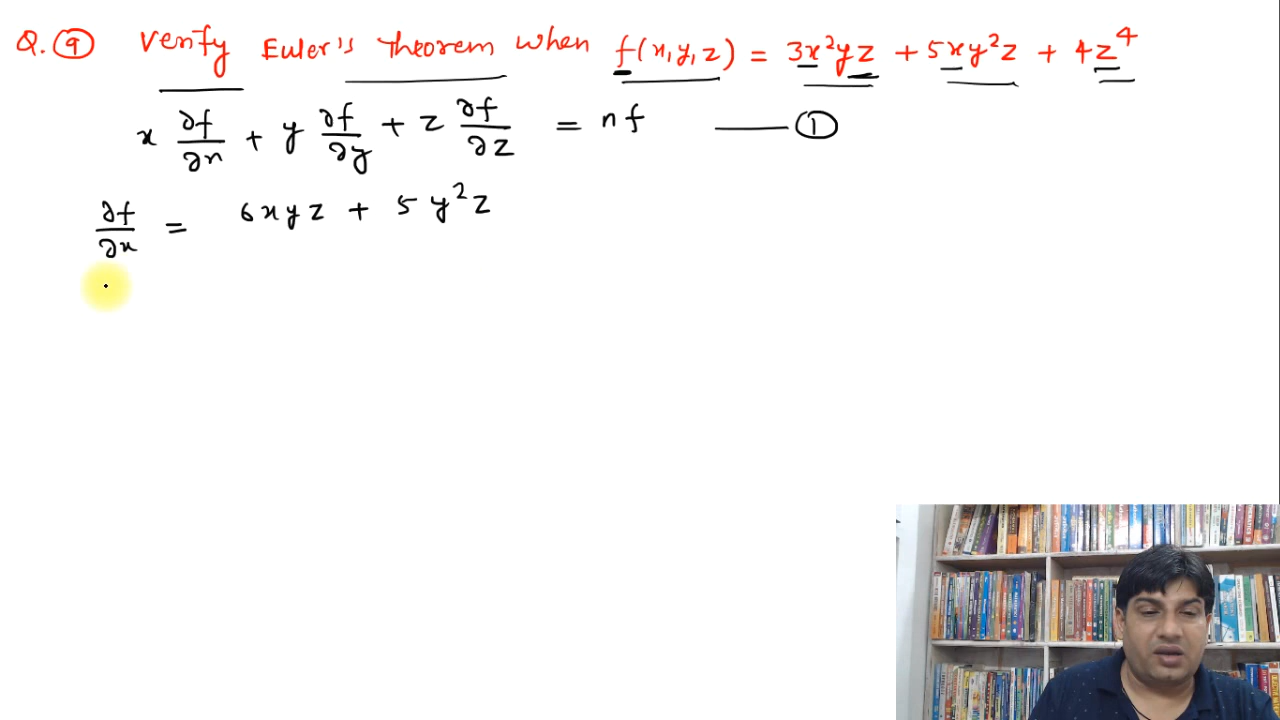 Q. 9 Verify Euler's Theorem when f(x,y,z) = 3x²yz + 5xy²z + 4z⁴
x ∂f/∂x + y ∂f/∂y + z ∂f/∂z = nf —— 1
∂f/∂x = 6xyz + 5y²z